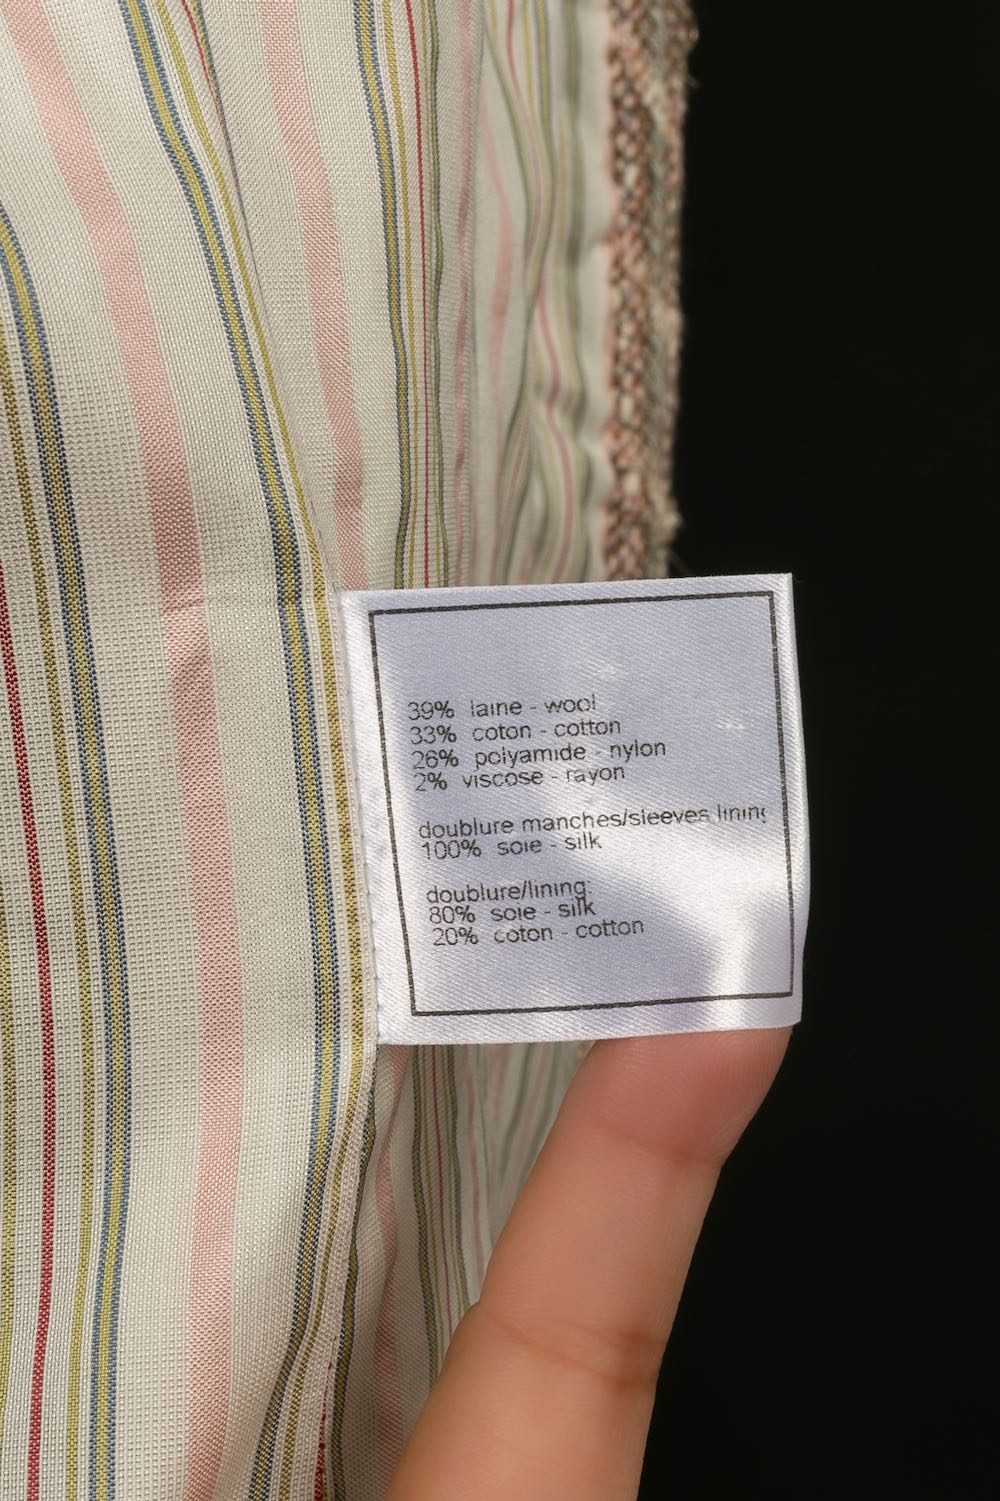 39% laine - wool
33% coton - cotton
26% polyamide - nylon
2% viscose - rayon
doublure manches/sleeves lining
100% soie - silk
doublure/lining:
80% soie - silk
20% coton - cotton